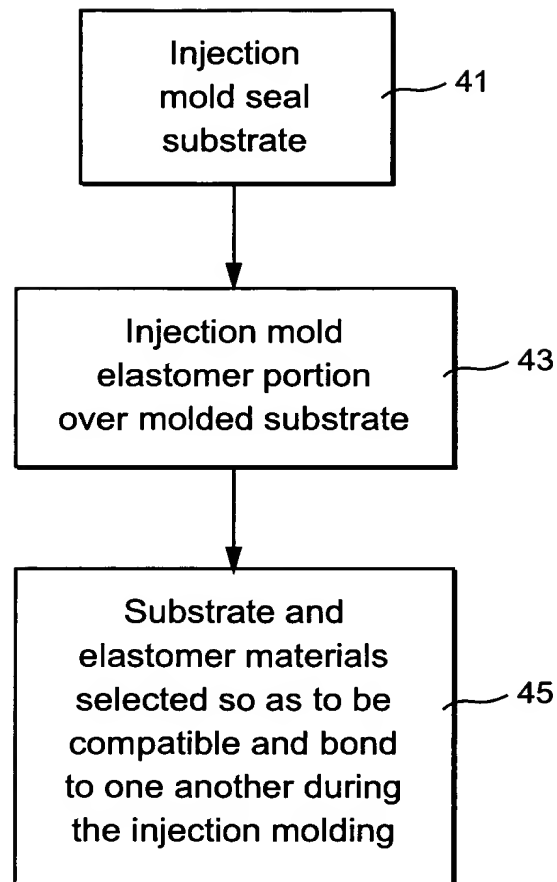 Injection
mold seal
substrate
41
Injection mold
elastomer portion
over molded substrate
43
Substrate and
elastomer materials
selected so as to be
compatible and bond
to one another during
the injection molding
45